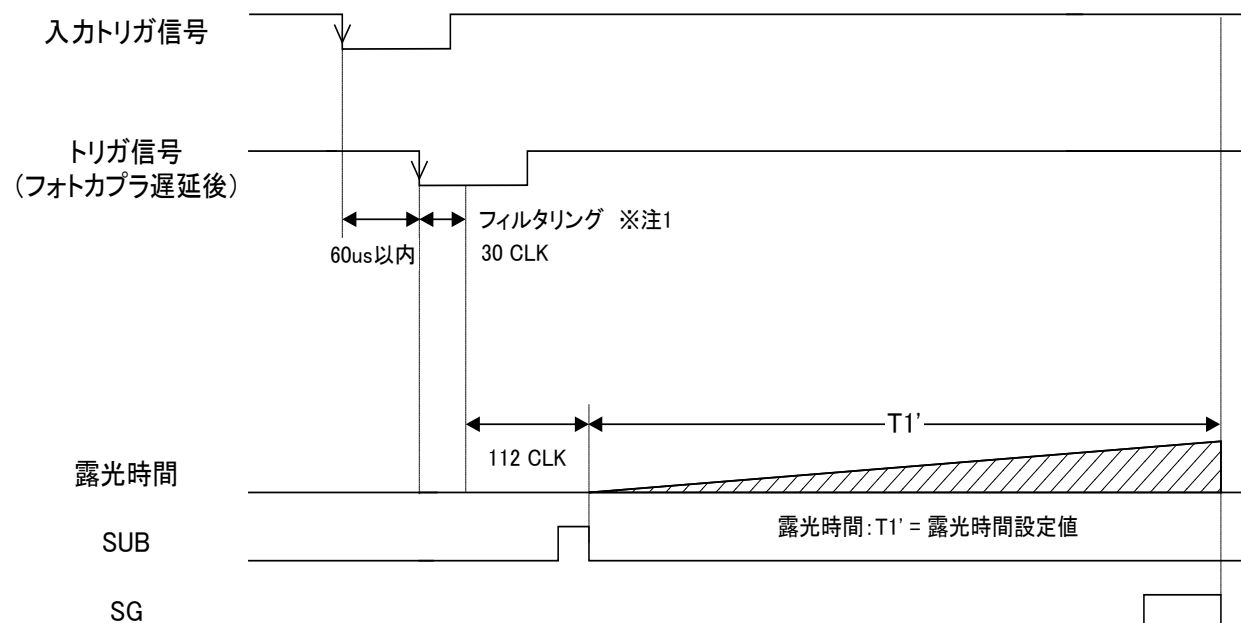 入力トリガ信号
トリガ信号
(フォトカプラ遅延後)
フィルタリング ※注1
60us以内
30 CLK
T1'
112 CLK
露光時間
露光時間:T1' = 露光時間設定値
SUB
SG